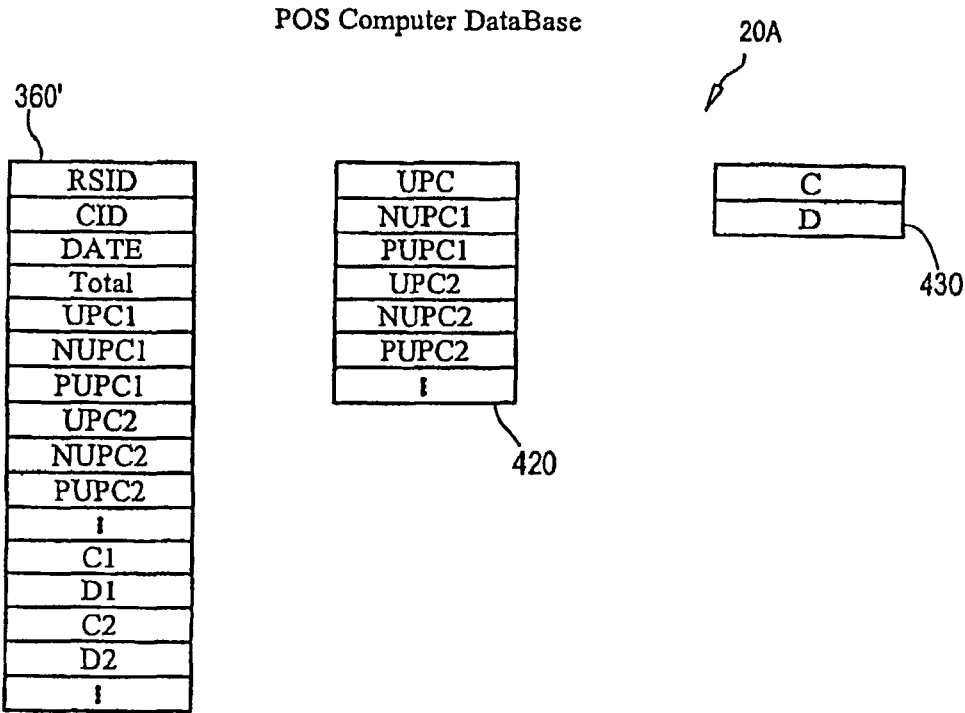 POS Computer DataBase
20A
360'
RSID
CID
DATE
Total
UPC1
NUPC1
PUPC1
UPC2
NUPC2
PUPC2
⁞
C1
D1
C2
D2
⁞
UPC
NUPC1
PUPC1
UPC2
NUPC2
PUPC2
⁞
420
C
D
430